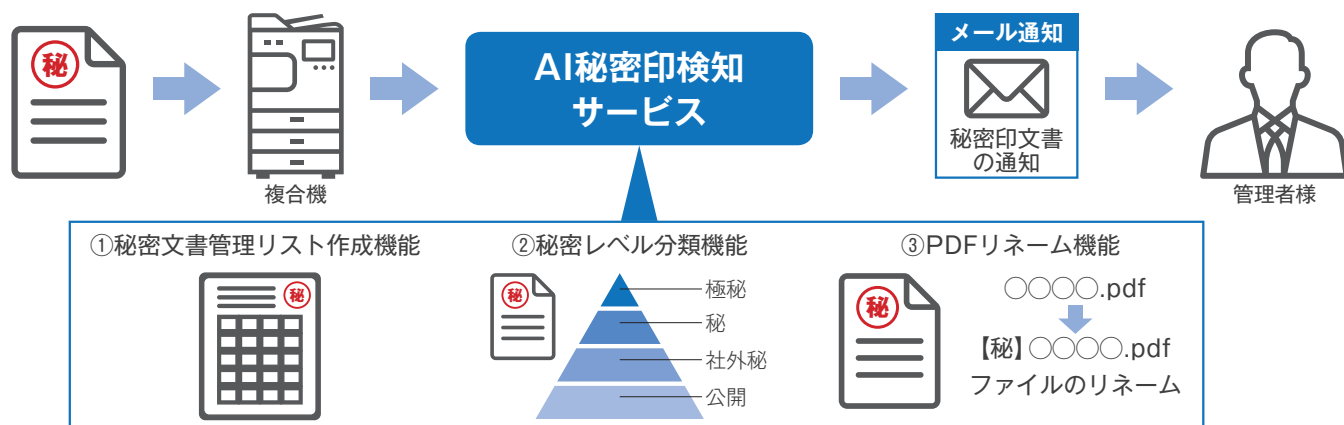 秘
複合機
AI秘密印検知
サービス
メール通知
秘密印文書
の通知
管理者様
①秘密文書管理リスト作成機能
秘
②秘密レベル分類機能
秘
極秘
秘
社外秘
公開
③PDFリネーム機能
秘
○○○○.pdf
【秘】○○○○.pdf
ファイルのリネーム